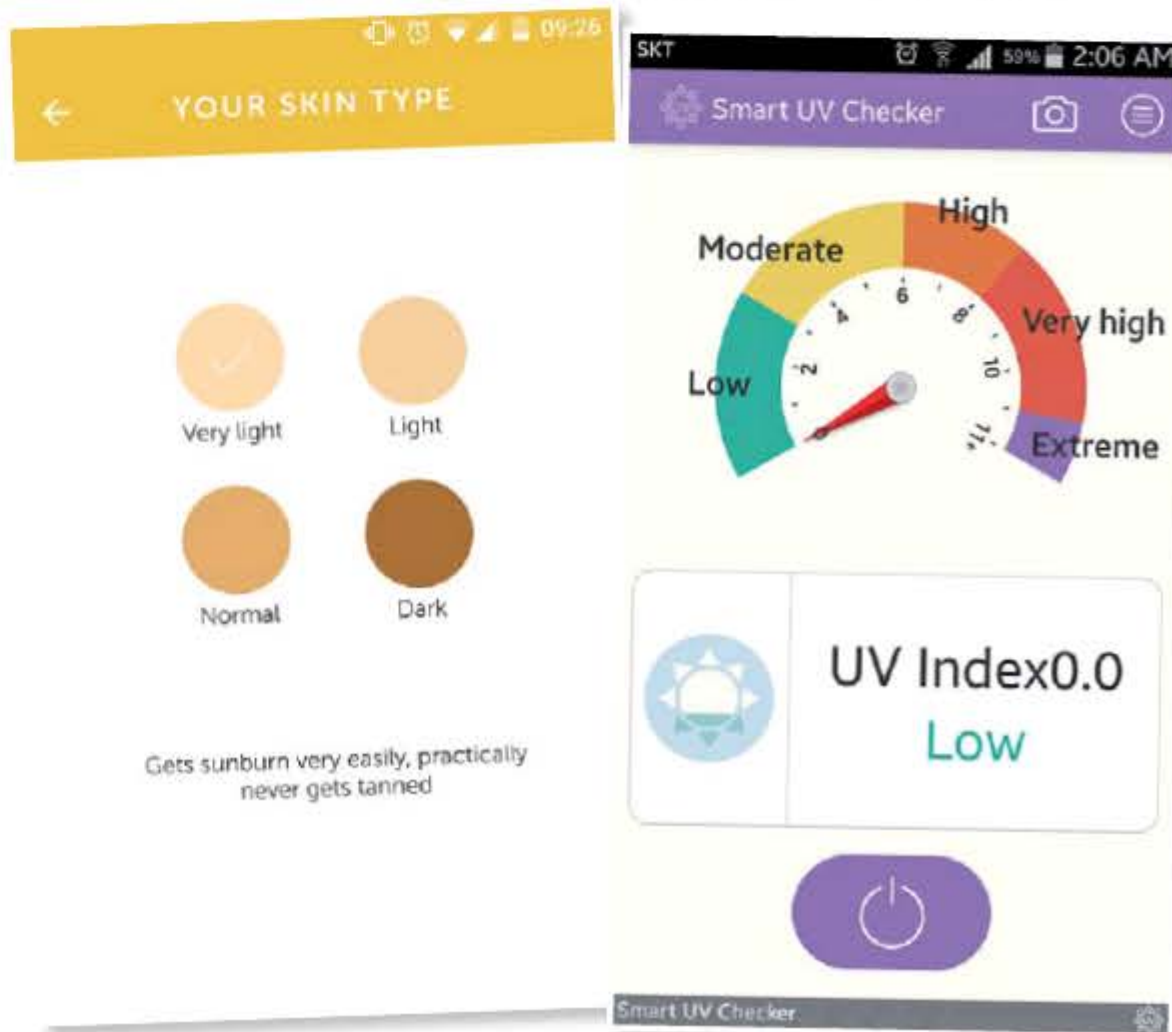 09:26
YOUR SKIN TYPE
Very light
Light
Normal
Dark
Gets sunburn very easily, practically
never gets tanned
SKT
59%
2:06 AM
Smart UV Checker
High
Moderate
Very high
Low
Extreme
0
2
4
6
8
10
11+
UV Index0.0
Low
Smart UV Checker